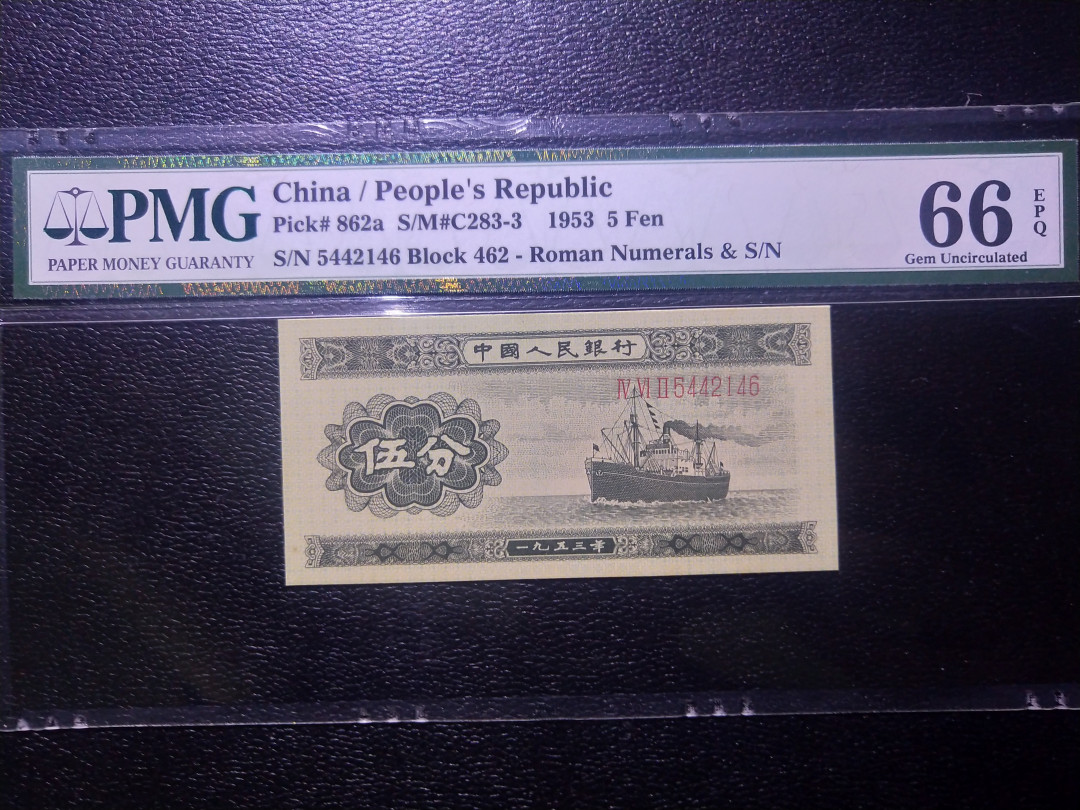 PMG
PAPER MONEY GUARANTY
China / People's Republic
Pick# 862a S/M#C283-3 1953 5 Fen
S/N 5442146 Block 462 - Roman Numerals & S/N
66
EPQ
Gem Uncirculated
中國人民銀行
Ⅳ Ⅵ Ⅱ 5442146
伍分
一九五三年